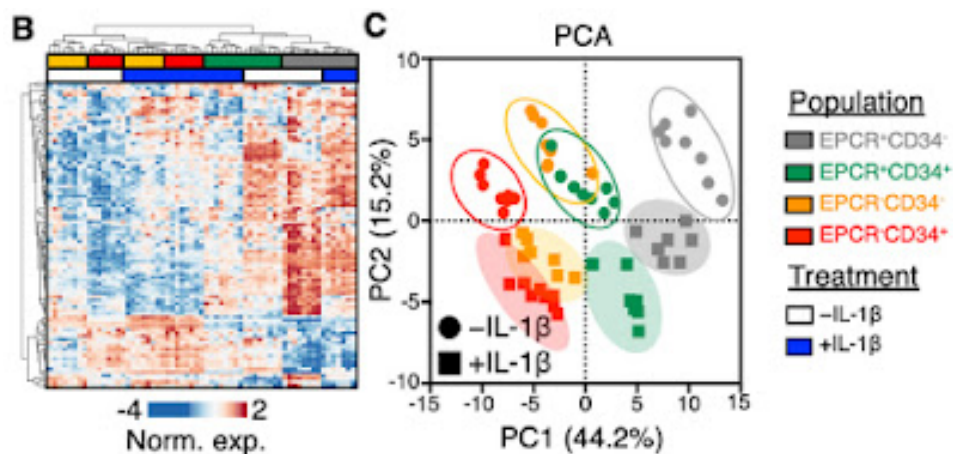 B
-4 2
Norm. exp.
C
PCA
10
5
0
-5
-10
-15 -10 -5 0 5 10 15
PC2 (15.2%)
PC1 (44.2%)
–IL-1β
+IL-1β
Population
EPCR⁺CD34⁻
EPCR⁺CD34⁺
EPCR⁻CD34⁻
EPCR⁻CD34⁺
Treatment
–IL-1β
+IL-1β